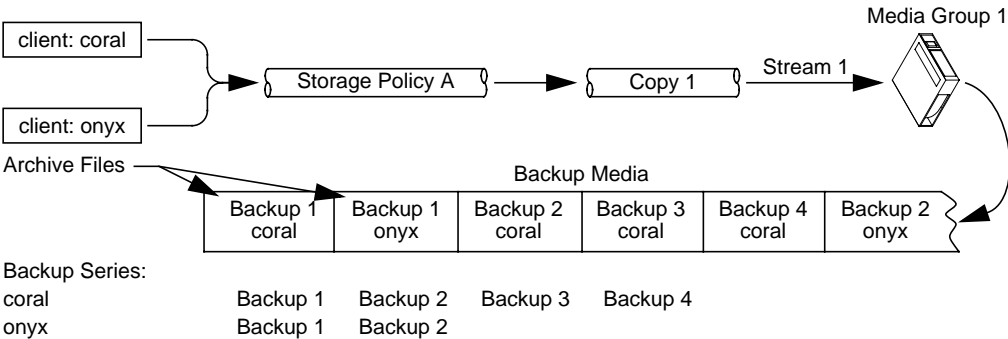 Media Group 1
client: coral
Storage Policy A
Copy 1
Stream 1
client: onyx
Archive Files
Backup Media
Backup 1
coral
Backup 1
onyx
Backup 2
coral
Backup 3
coral
Backup 4
coral
Backup 2
onyx
Backup Series:
coral Backup 1 Backup 2 Backup 3 Backup 4
onyx Backup 1 Backup 2